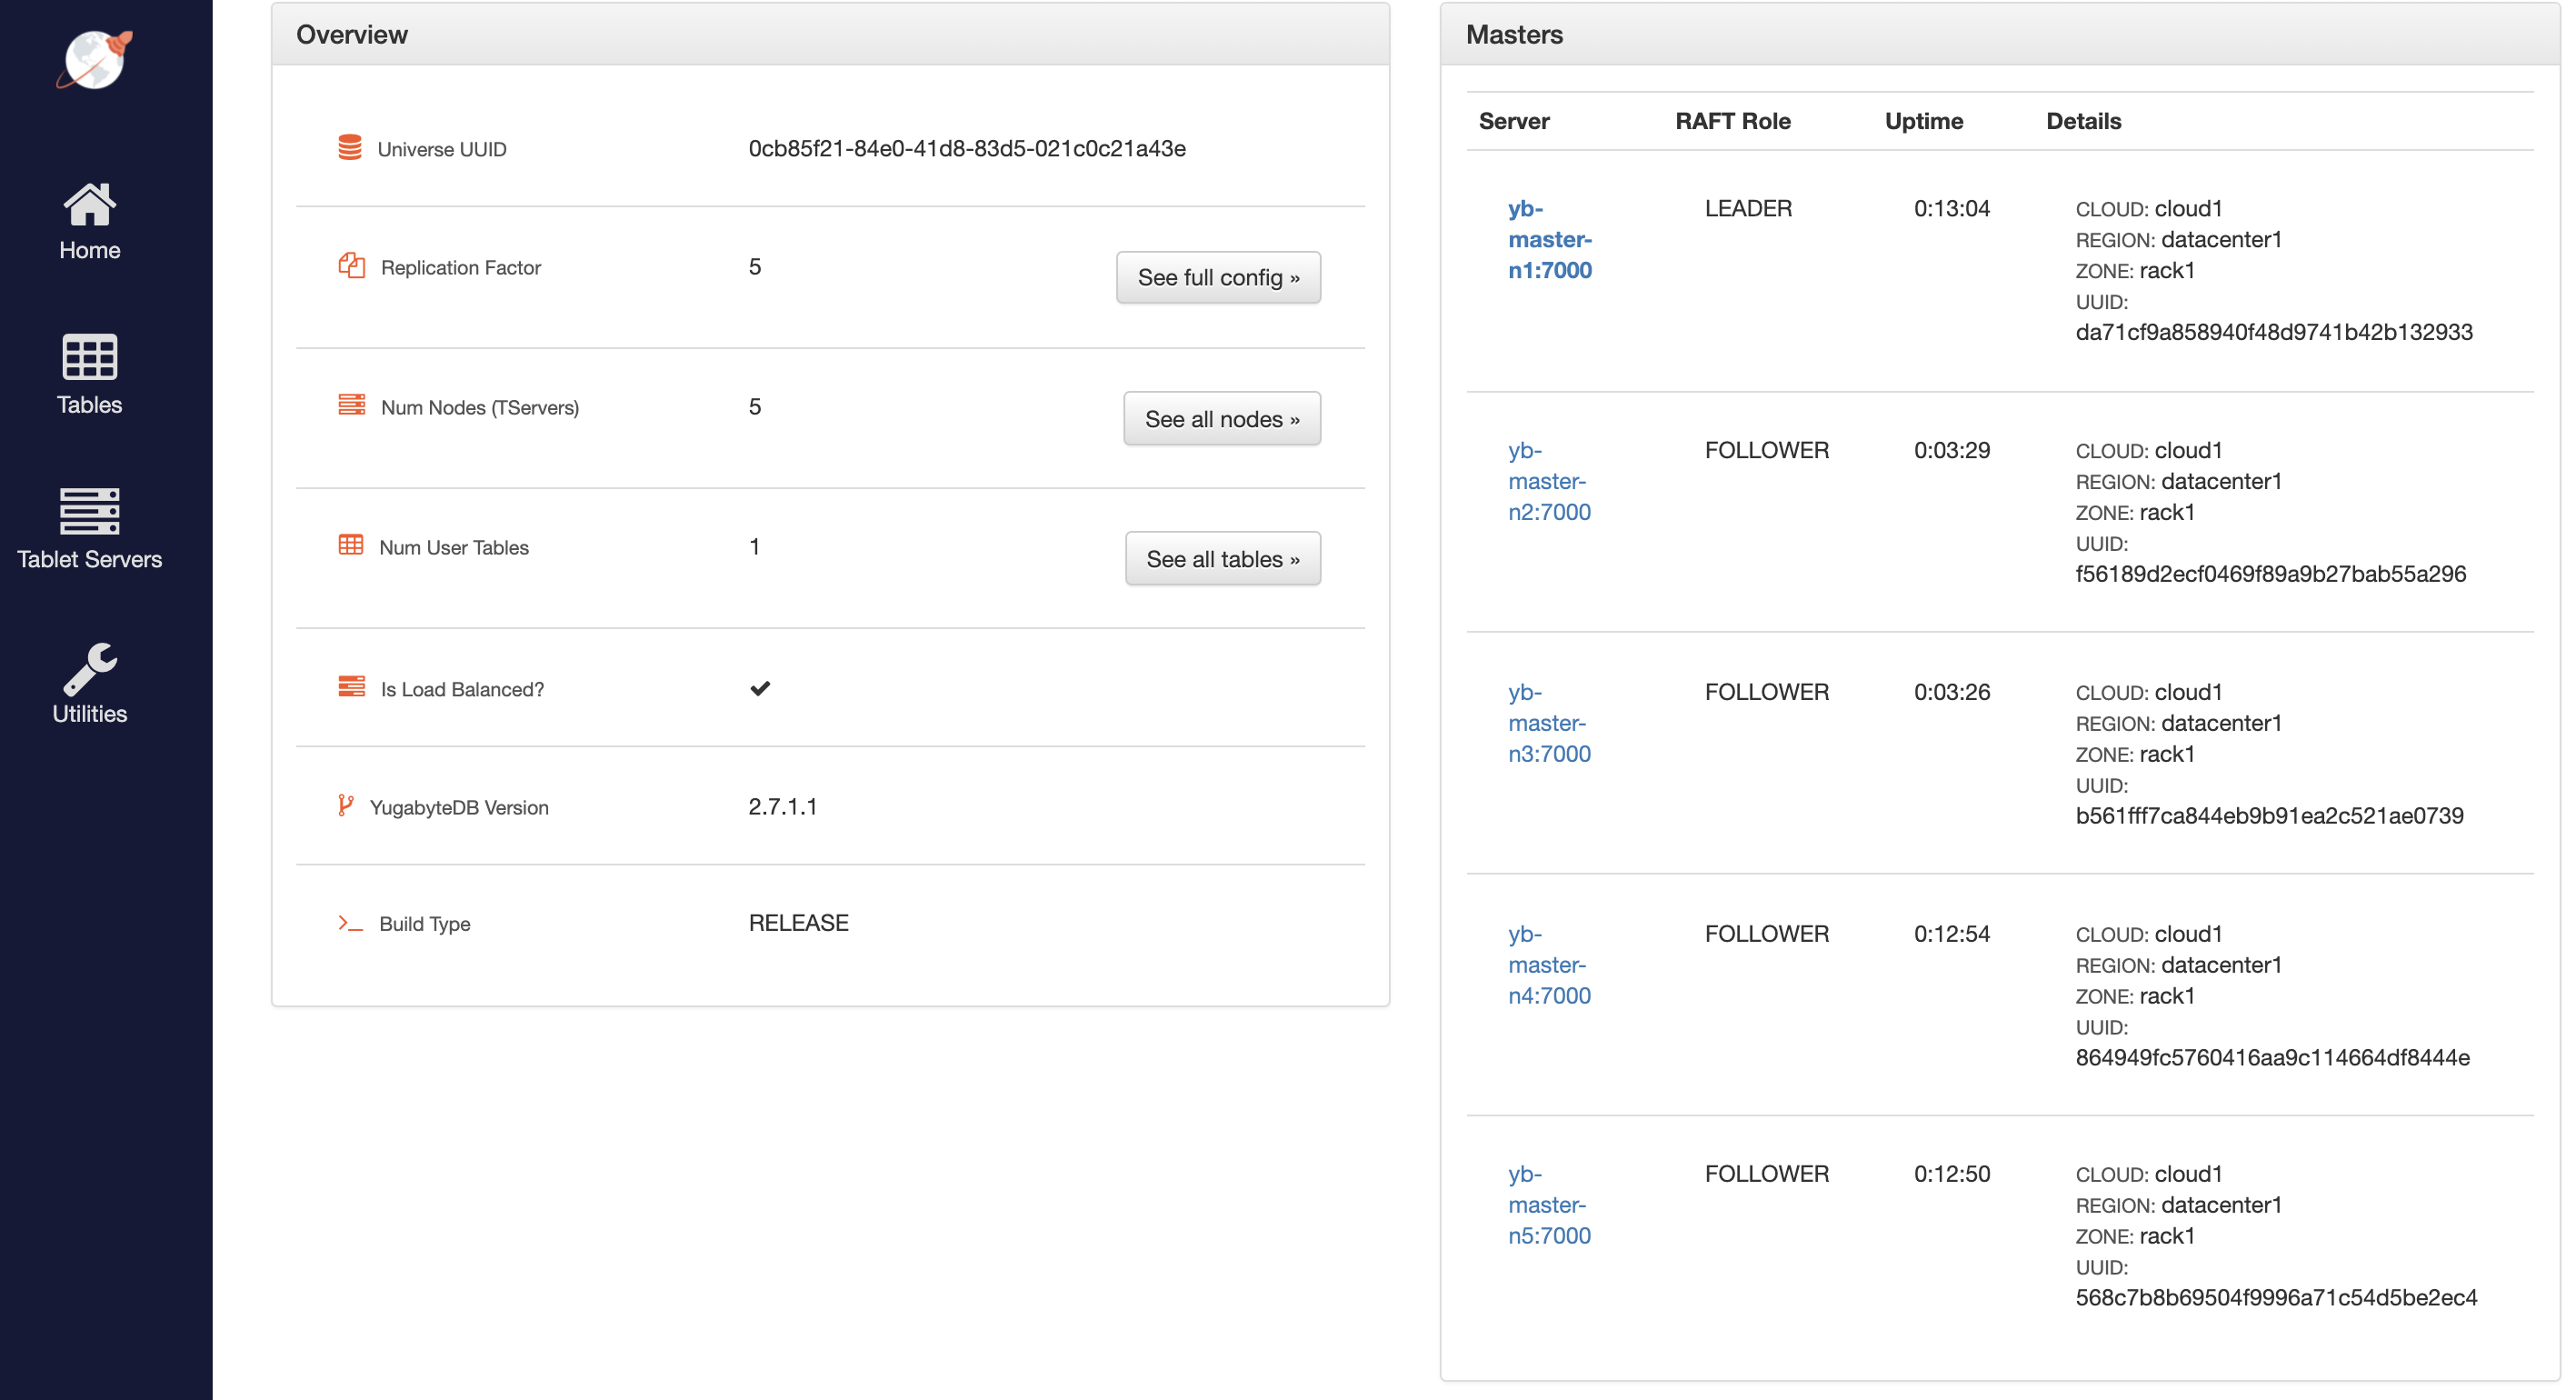 Home
Tables
Tablet Servers
Utilities
Overview
Universe UUID 0cb85f21-84e0-41d8-83d5-021c0c21a43e
Replication Factor 5 See full config »
Num Nodes (TServers) 5 See all nodes »
Num User Tables 1 See all tables »
Is Load Balanced?
YugabyteDB Version 2.7.1.1
Build Type RELEASE
Masters
Server RAFT Role Uptime Details
yb- LEADER 0:13:04 CLOUD: cloud1
master- REGION: datacenter1
n1:7000 ZONE: rack1
UUID:
da71cf9a858940f48d9741b42b132933
yb- FOLLOWER 0:03:29 CLOUD: cloud1
master- REGION: datacenter1
n2:7000 ZONE: rack1
UUID:
f56189d2ecf0469f89a9b27bab55a296
yb- FOLLOWER 0:03:26 CLOUD: cloud1
master- REGION: datacenter1
n3:7000 ZONE: rack1
UUID:
b561fff7ca844eb9b91ea2c521ae0739
yb- FOLLOWER 0:12:54 CLOUD: cloud1
master- REGION: datacenter1
n4:7000 ZONE: rack1
UUID:
864949fc5760416aa9c114664df8444e
yb- FOLLOWER 0:12:50 CLOUD: cloud1
master- REGION: datacenter1
n5:7000 ZONE: rack1
UUID:
568c7b8b69504f9996a71c54d5be2ec4